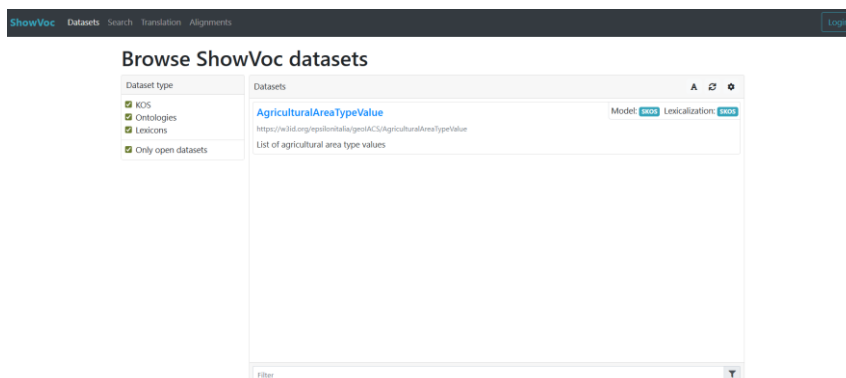 ShowVoc Datasets Search Translation Alignments Login
Browse ShowVoc datasets
Dataset type
KOS
Ontologies
Lexicons
Only open datasets
Datasets A
AgriculturalAreaTypeValue Model: SKOS Lexicalization: SKOS
https://w3id.org/epsilonitalia/geoIACS/AgriculturalAreaTypeValue
List of agricultural area type values
Filter